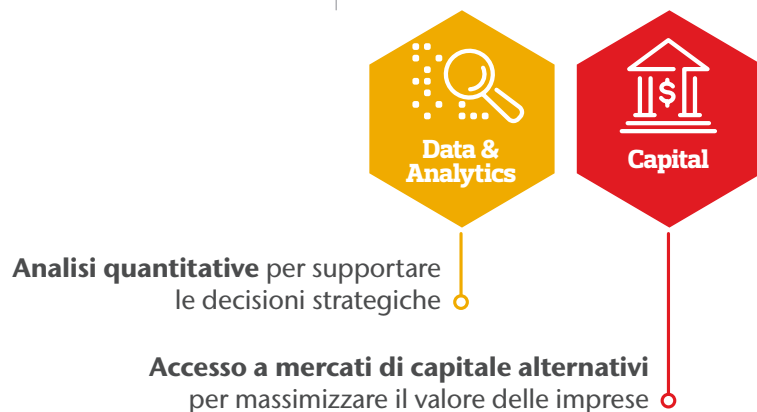 Data &
Analytics
Capital
$
Analisi quantitative per supportare
le decisioni strategiche
Accesso a mercati di capitale alternativi
per massimizzare il valore delle imprese